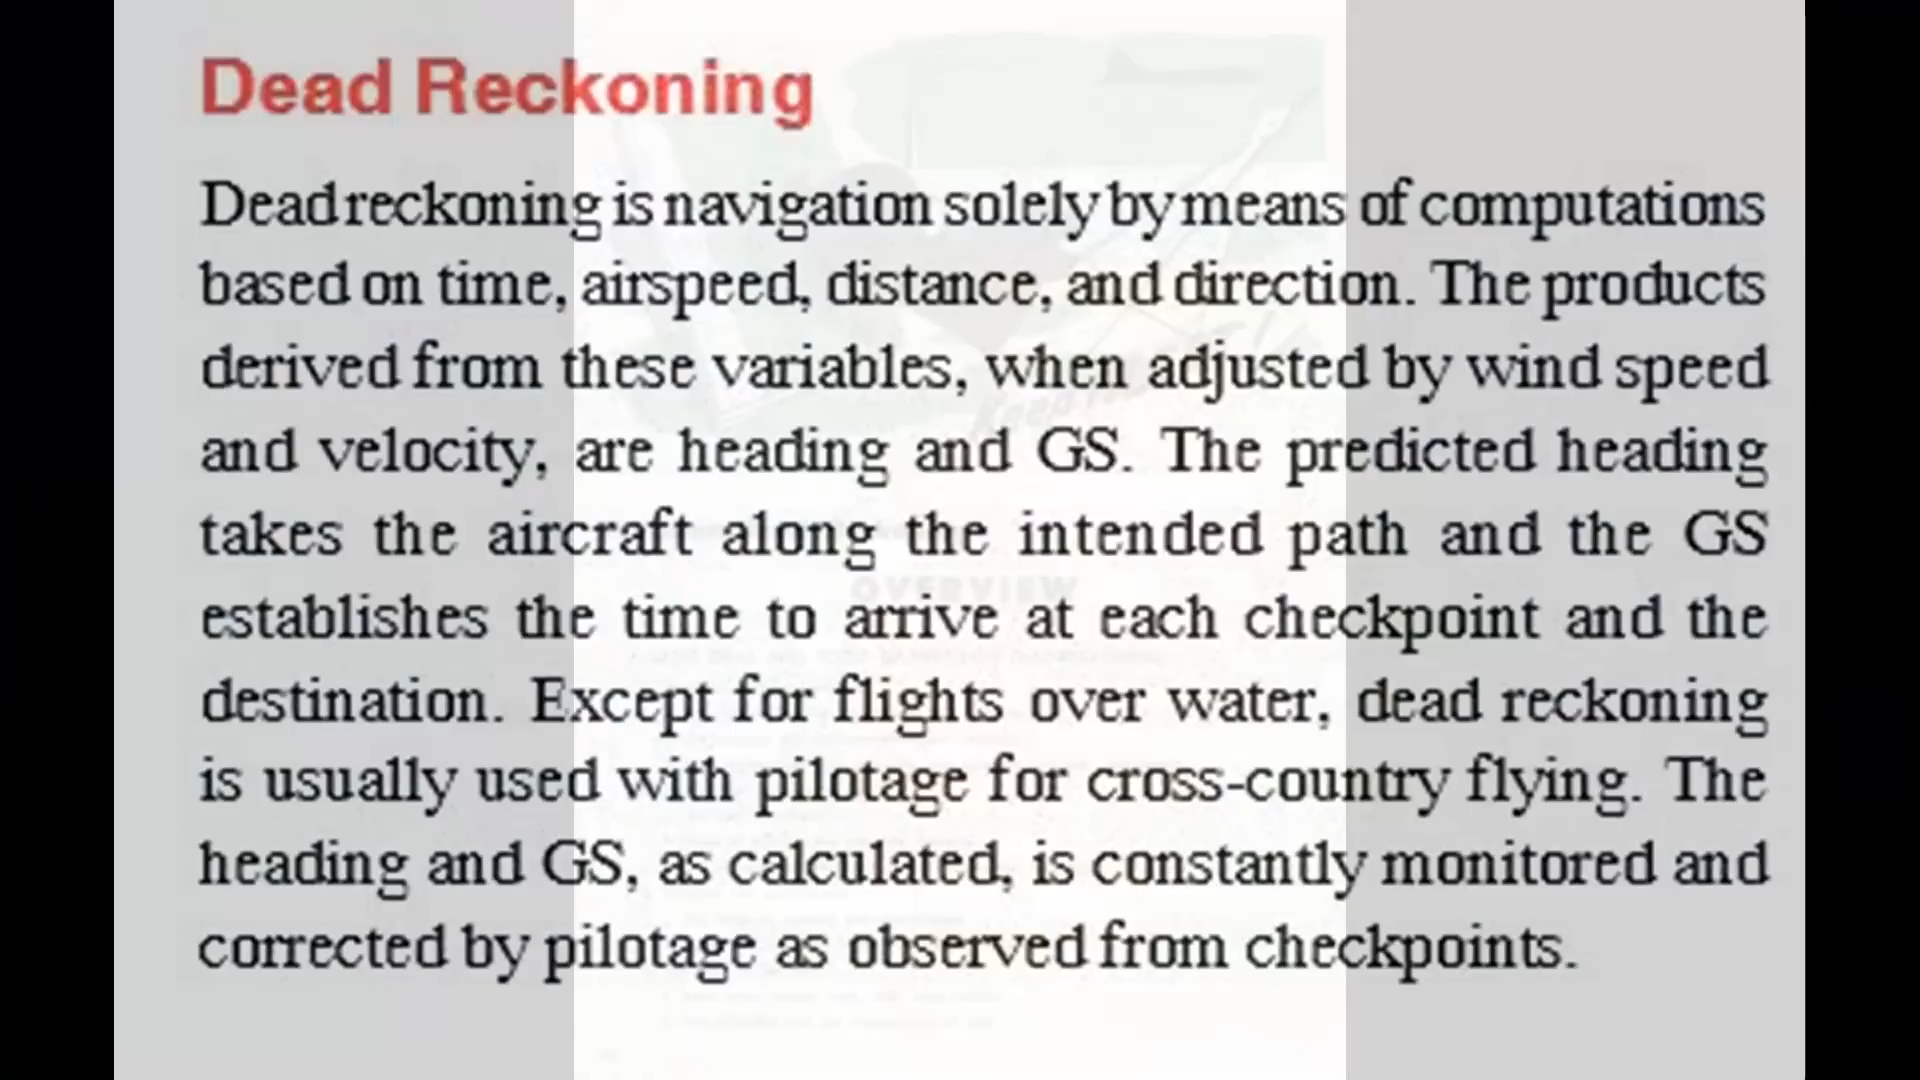 Dead Reckoning
Dead reckoning is navigation solely by means of computations
based on time, airspeed, distance, and direction. The products
derived from these variables, when adjusted by wind speed
and velocity, are heading and GS. The predicted heading
takes the aircraft along the intended path and the GS
establishes the time to arrive at each checkpoint and the
destination. Except for flights over water, dead reckoning
is usually used with pilotage for cross-country flying. The
heading and GS, as calculated, is constantly monitored and
corrected by pilotage as observed from checkpoints.
OVERVIEW